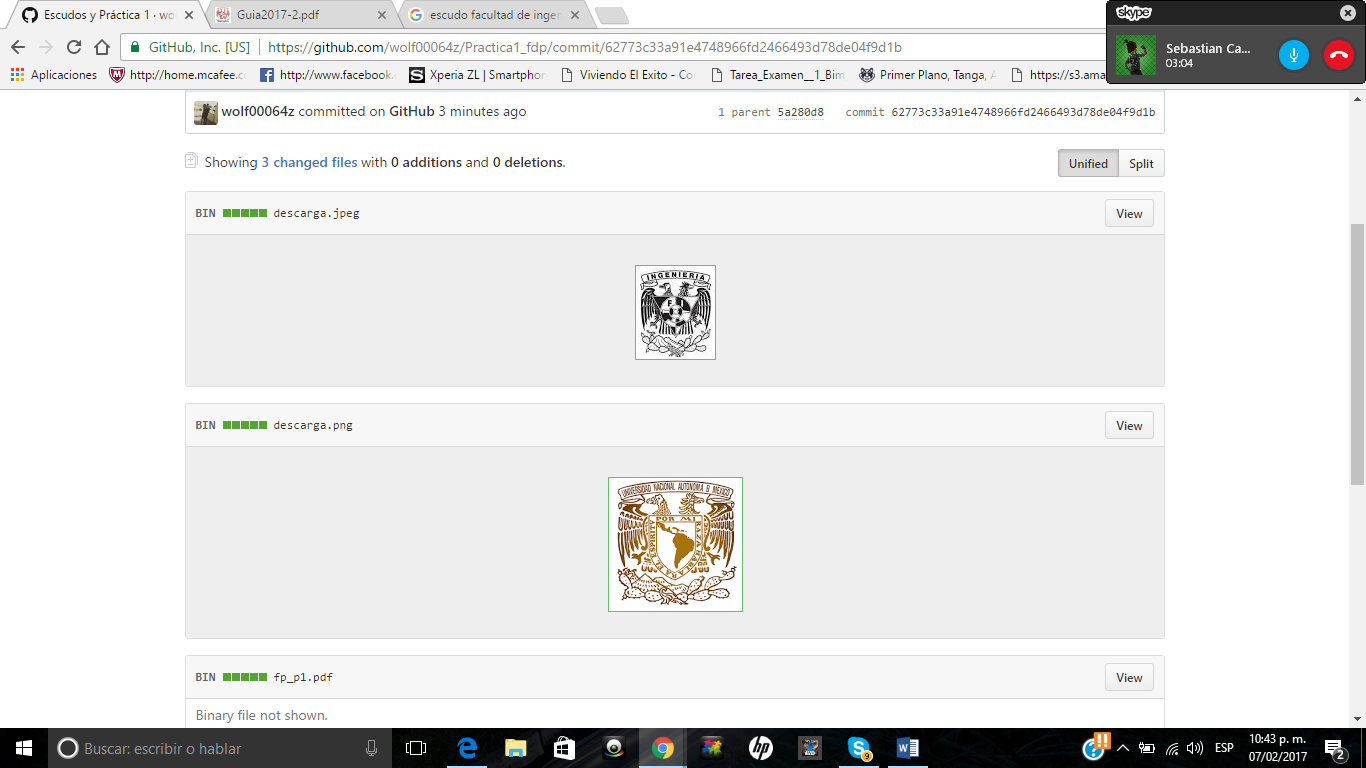 Escudos y Práctica 1 · wo
Guia2017-2.pdf
escudo facultad de inger
skype
Sebastian Ca...
03:04
GitHub, Inc. [US]
https://github.com/wolf00064z/Practica1_fdp/commit/62773c33a91e4748966fd2466493d78de04f9d1b
Aplicaciones
http://home.mcafee.c
http://www.facebook.
Xperia ZL | Smartphor
Viviendo El Exito - Co
Tarea_Examen__1_Bim
Primer Plano, Tanga, A
https://s3.ama
wolf00064z committed on GitHub 3 minutes ago
1 parent 5a280d8 commit 62773c33a91e4748966fd2466493d78de04f9d1b
Showing 3 changed files with 0 additions and 0 deletions.
Unified Split
BIN descarga.jpeg View
INGENIERIA
F I
BIN descarga.png View
UNIVERSIDAD NACIONAL AUTONOMA D MEXICO
POR MI RAZA HABLARA EL ESPIRITV
BIN fp_p1.pdf View
Binary file not shown.
Buscar: escribir o hablar
9
ESP
10:43 p. m.
07/02/2017
2